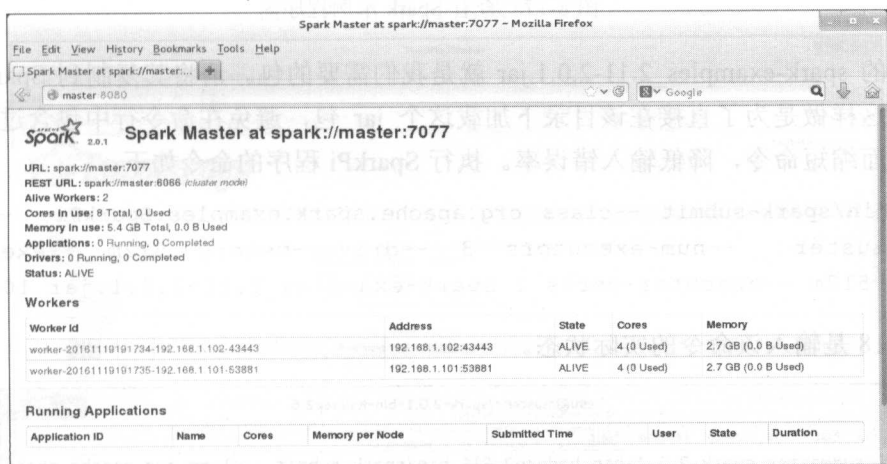 Spark Master at spark://master:7077 - Mozilla Firefox
File Edit View History Bookmarks Tools Help
Spark Master at spark://master:...
master:8080
Google
APACHE Spark 2.0.1 Spark Master at spark://master:7077
URL: spark://master:7077
REST URL: spark://master:6066 (cluster mode)
Alive Workers: 2
Cores in use: 8 Total, 0 Used
Memory in use: 5.4 GB Total, 0.0 B Used
Applications: 0 Running, 0 Completed
Drivers: 0 Running, 0 Completed
Status: ALIVE
Workers
Worker Id Address State Cores Memory
worker-20161119191734-192.168.1.102-43443 192.168.1.102:43443 ALIVE 4 (0 Used) 2.7 GB (0.0 B Used)
worker-20161119191735-192.168.1.101-53881 192.168.1.101:53881 ALIVE 4 (0 Used) 2.7 GB (0.0 B Used)
Running Applications
Application ID Name Cores Memory per Node Submitted Time User State Duration